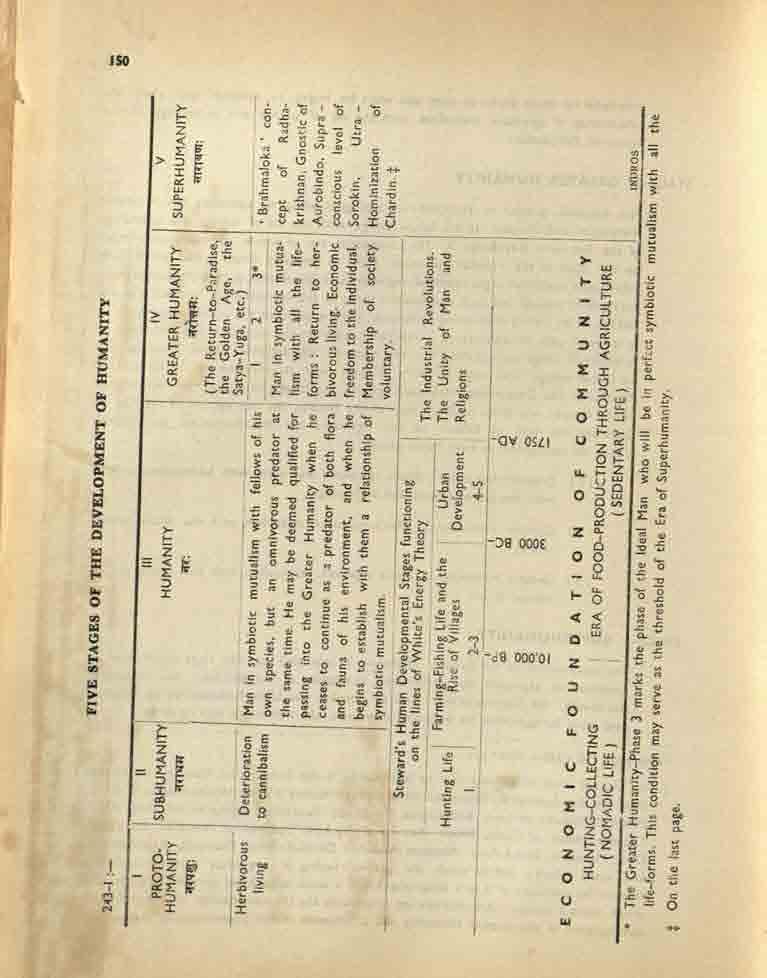 150
243-1 :—
FIVE STAGES OF THE DEVELOPMENT OF HUMANITY
I
PROTO-
HUMANITY
नरपशुः
II
SUBHUMANITY
नराधम
III
HUMANITY
नरः
IV
GREATER HUMANITY
नरोत्तमः
(The Return-to-Paradise,
the Golden Age, the
Satya-Yuga, etc.)
1 2 3*
V
SUPERHUMANITY
नारायणः
Herbivorous
living
Deterioration
to cannibalism
Man in symbiotic mutualism with fellows of his
own species, but an omnivorous predator at
the same time. He may be deemed qualified for
passing into the Greater Humanity when he
ceases to continue as a predator of both flora
and fauna of his environment, and when he
begins to establish with them a relationship of
symbiotic mutualism.
Man in symbiotic mutua-
lism with all the life-
forms : Return to her-
bivorous living. Economic
freedom to the individual.
Membership of society
voluntary.
' Brahmaloka ' con-
cept of Radha-
krishnan, Gnostic of
Aurobindo, Supra -
conscious level of
Sorokin, Utra -
Hominization of
Chardin. ‡
Steward's Human Developmental Stages functioning
on the lines of White's Energy Theory
Hunting Life
1
Farming-Fishing Life and the
Rise of Villages
2-3
Urban
Development
4-5
The Industrial Revolutions.
The Unity of Man and
Religions
10,000 BP-
3000 BC-
1750 AD-
ECONOMIC FOUNDATION OF COMMUNITY
HUNTING-COLLECTING
( NOMADIC LIFE )
ERA OF FOOD-PRODUCTION THROUGH AGRICULTURE
( SEDENTARY LIFE )
INDROS
* The Greater Humanity-Phase 3 marks the phase of the Ideal Man who will be in perfect symbiotic mutualism with all the
life-forms. This condition may serve as the threshold of the Era of Superhumanity.
‡ On the last page.